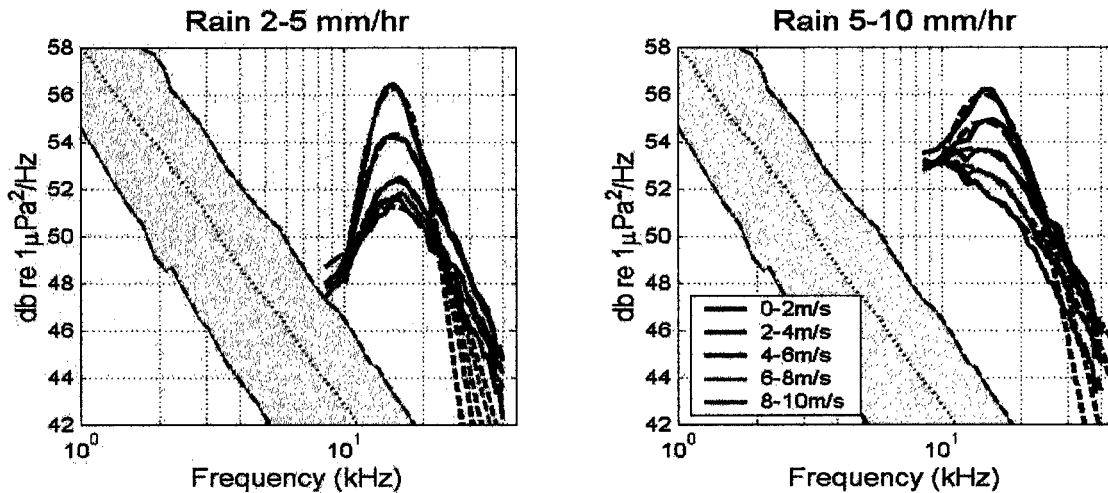 Rain 2-5 mm/hr
db re 1μPa²/Hz
58
56
54
52
50
48
46
44
42
10⁰
10¹
Frequency (kHz)
Rain 5-10 mm/hr
db re 1μPa²/Hz
58
56
54
52
50
48
46
44
42
0-2m/s
2-4m/s
4-6m/s
6-8m/s
8-10m/s
10⁰
10¹
Frequency (kHz)